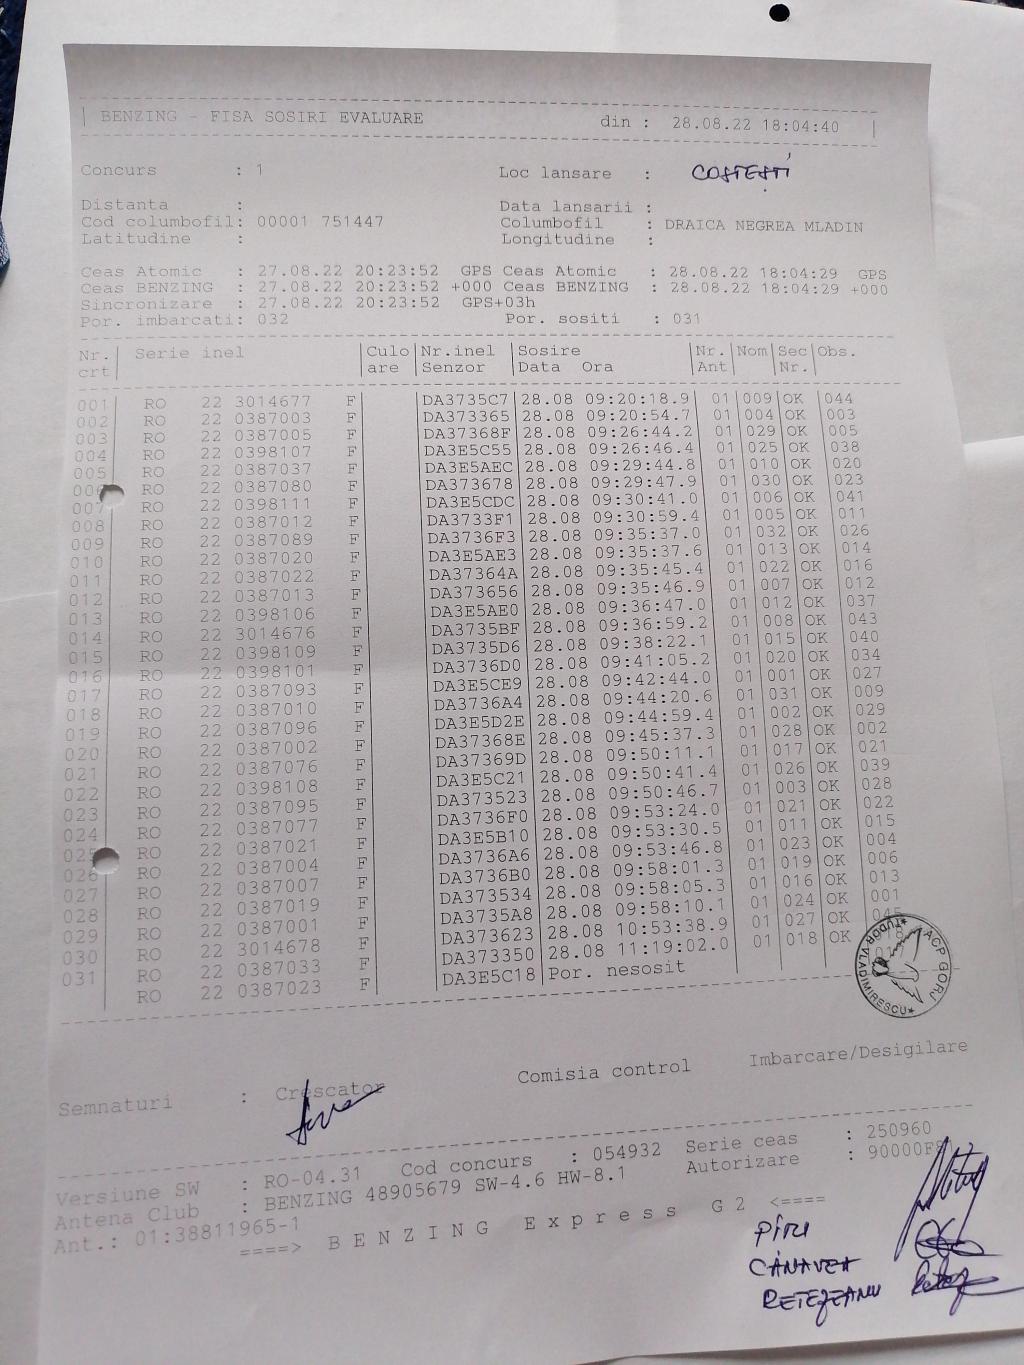 BENZING - FISA SOSIRI EVALUARE din : 28.08.22 18:04:40
Concurs : 1 Loc lansare : COSTEȘTI
Distanta : Data lansarii :
Cod columbofil: 00001 751447 Columbofil : DRAICA NEGREA MLADIN
Latitudine : Longitudine :
Ceas Atomic : 27.08.22 20:23:52 GPS Ceas Atomic : 28.08.22 18:04:29 GPS
Ceas BENZING : 27.08.22 20:23:52 +000 Ceas BENZING : 28.08.22 18:04:29 +000
Sincronizare : 27.08.22 20:23:52 GPS+03h
Por. imbarcati: 032 Por. sositi : 031
Nr. Serie inel Culo Nr.inel Sosire Nr. Nom Sec Obs.
crt are Senzor Data Ora Ant Nr.
001 RO 22 3014677 F DA3735C7 28.08 09:20:18.9 01 009 OK 044
002 RO 22 0387003 F DA373365 28.08 09:20:54.7 01 004 OK 003
003 RO 22 0387005 F DA37368F 28.08 09:26:44.2 01 029 OK 005
004 RO 22 0398107 F DA3E5C55 28.08 09:26:46.4 01 025 OK 038
005 RO 22 0387037 F DA3E5AEC 28.08 09:29:44.8 01 010 OK 020
006 RO 22 0387080 F DA373678 28.08 09:29:47.9 01 030 OK 023
007 RO 22 0398111 F DA3E5CDC 28.08 09:30:41.0 01 006 OK 041
008 RO 22 0387012 F DA3733F1 28.08 09:30:59.4 01 005 OK 011
009 RO 22 0387089 F DA3736F3 28.08 09:35:37.0 01 032 OK 026
010 RO 22 0387020 F DA3E5AE3 28.08 09:35:37.6 01 013 OK 014
011 RO 22 0387022 F DA37364A 28.08 09:35:45.4 01 022 OK 016
012 RO 22 0387013 F DA373656 28.08 09:35:46.9 01 007 OK 012
013 RO 22 0398106 F DA3E5AE0 28.08 09:36:47.0 01 012 OK 037
014 RO 22 3014676 F DA3735BF 28.08 09:36:59.2 01 008 OK 043
015 RO 22 0398109 F DA3735D6 28.08 09:38:22.1 01 015 OK 040
016 RO 22 0398101 F DA3736D0 28.08 09:41:05.2 01 020 OK 034
017 RO 22 0387093 F DA3E5CE9 28.08 09:42:44.0 01 001 OK 027
018 RO 22 0387010 F DA3736A4 28.08 09:44:20.6 01 031 OK 009
019 RO 22 0387096 F DA3E5D2E 28.08 09:44:59.4 01 002 OK 029
020 RO 22 0387002 F DA37368E 28.08 09:45:37.3 01 028 OK 002
021 RO 22 0387076 F DA37369D 28.08 09:50:11.1 01 017 OK 021
022 RO 22 0398108 F DA3E5C21 28.08 09:50:41.4 01 026 OK 039
023 RO 22 0387095 F DA373523 28.08 09:50:46.7 01 003 OK 028
024 RO 22 0387077 F DA3736F0 28.08 09:53:24.0 01 021 OK 022
025 RO 22 0387021 F DA3E5B10 28.08 09:53:30.5 01 011 OK 015
026 RO 22 0387004 F DA3736A6 28.08 09:53:46.8 01 023 OK 004
027 RO 22 0387007 F DA3736B0 28.08 09:58:01.3 01 019 OK 006
028 RO 22 0387019 F DA373534 28.08 09:58:05.3 01 016 OK 013
029 RO 22 0387001 F DA3735A8 28.08 09:58:10.1 01 024 OK 001
030 RO 22 3014678 F DA373623 28.08 10:53:38.9 01 027 OK 045
031 RO 22 0387033 F DA373350 28.08 11:19:02.0 01 018 OK
RO 22 0387023 F DA3E5C18 Por. nesosit
ACP GORJ *TUDOR VLADIMIRESCU*
Semnaturi : Crescator Comisia control Imbarcare/Desigilare
Versiune SW : RO-04.31 Cod concurs : 054932 Serie ceas : 250960
Antena Club : BENZING 48905679 SW-4.6 HW-8.1 Autorizare : 90000F8
Ant.: 01:38811965-1
====> B E N Z I N G E x p r e s s G 2 <====
PÎRU
CÂNAVEA
RETEZEANU